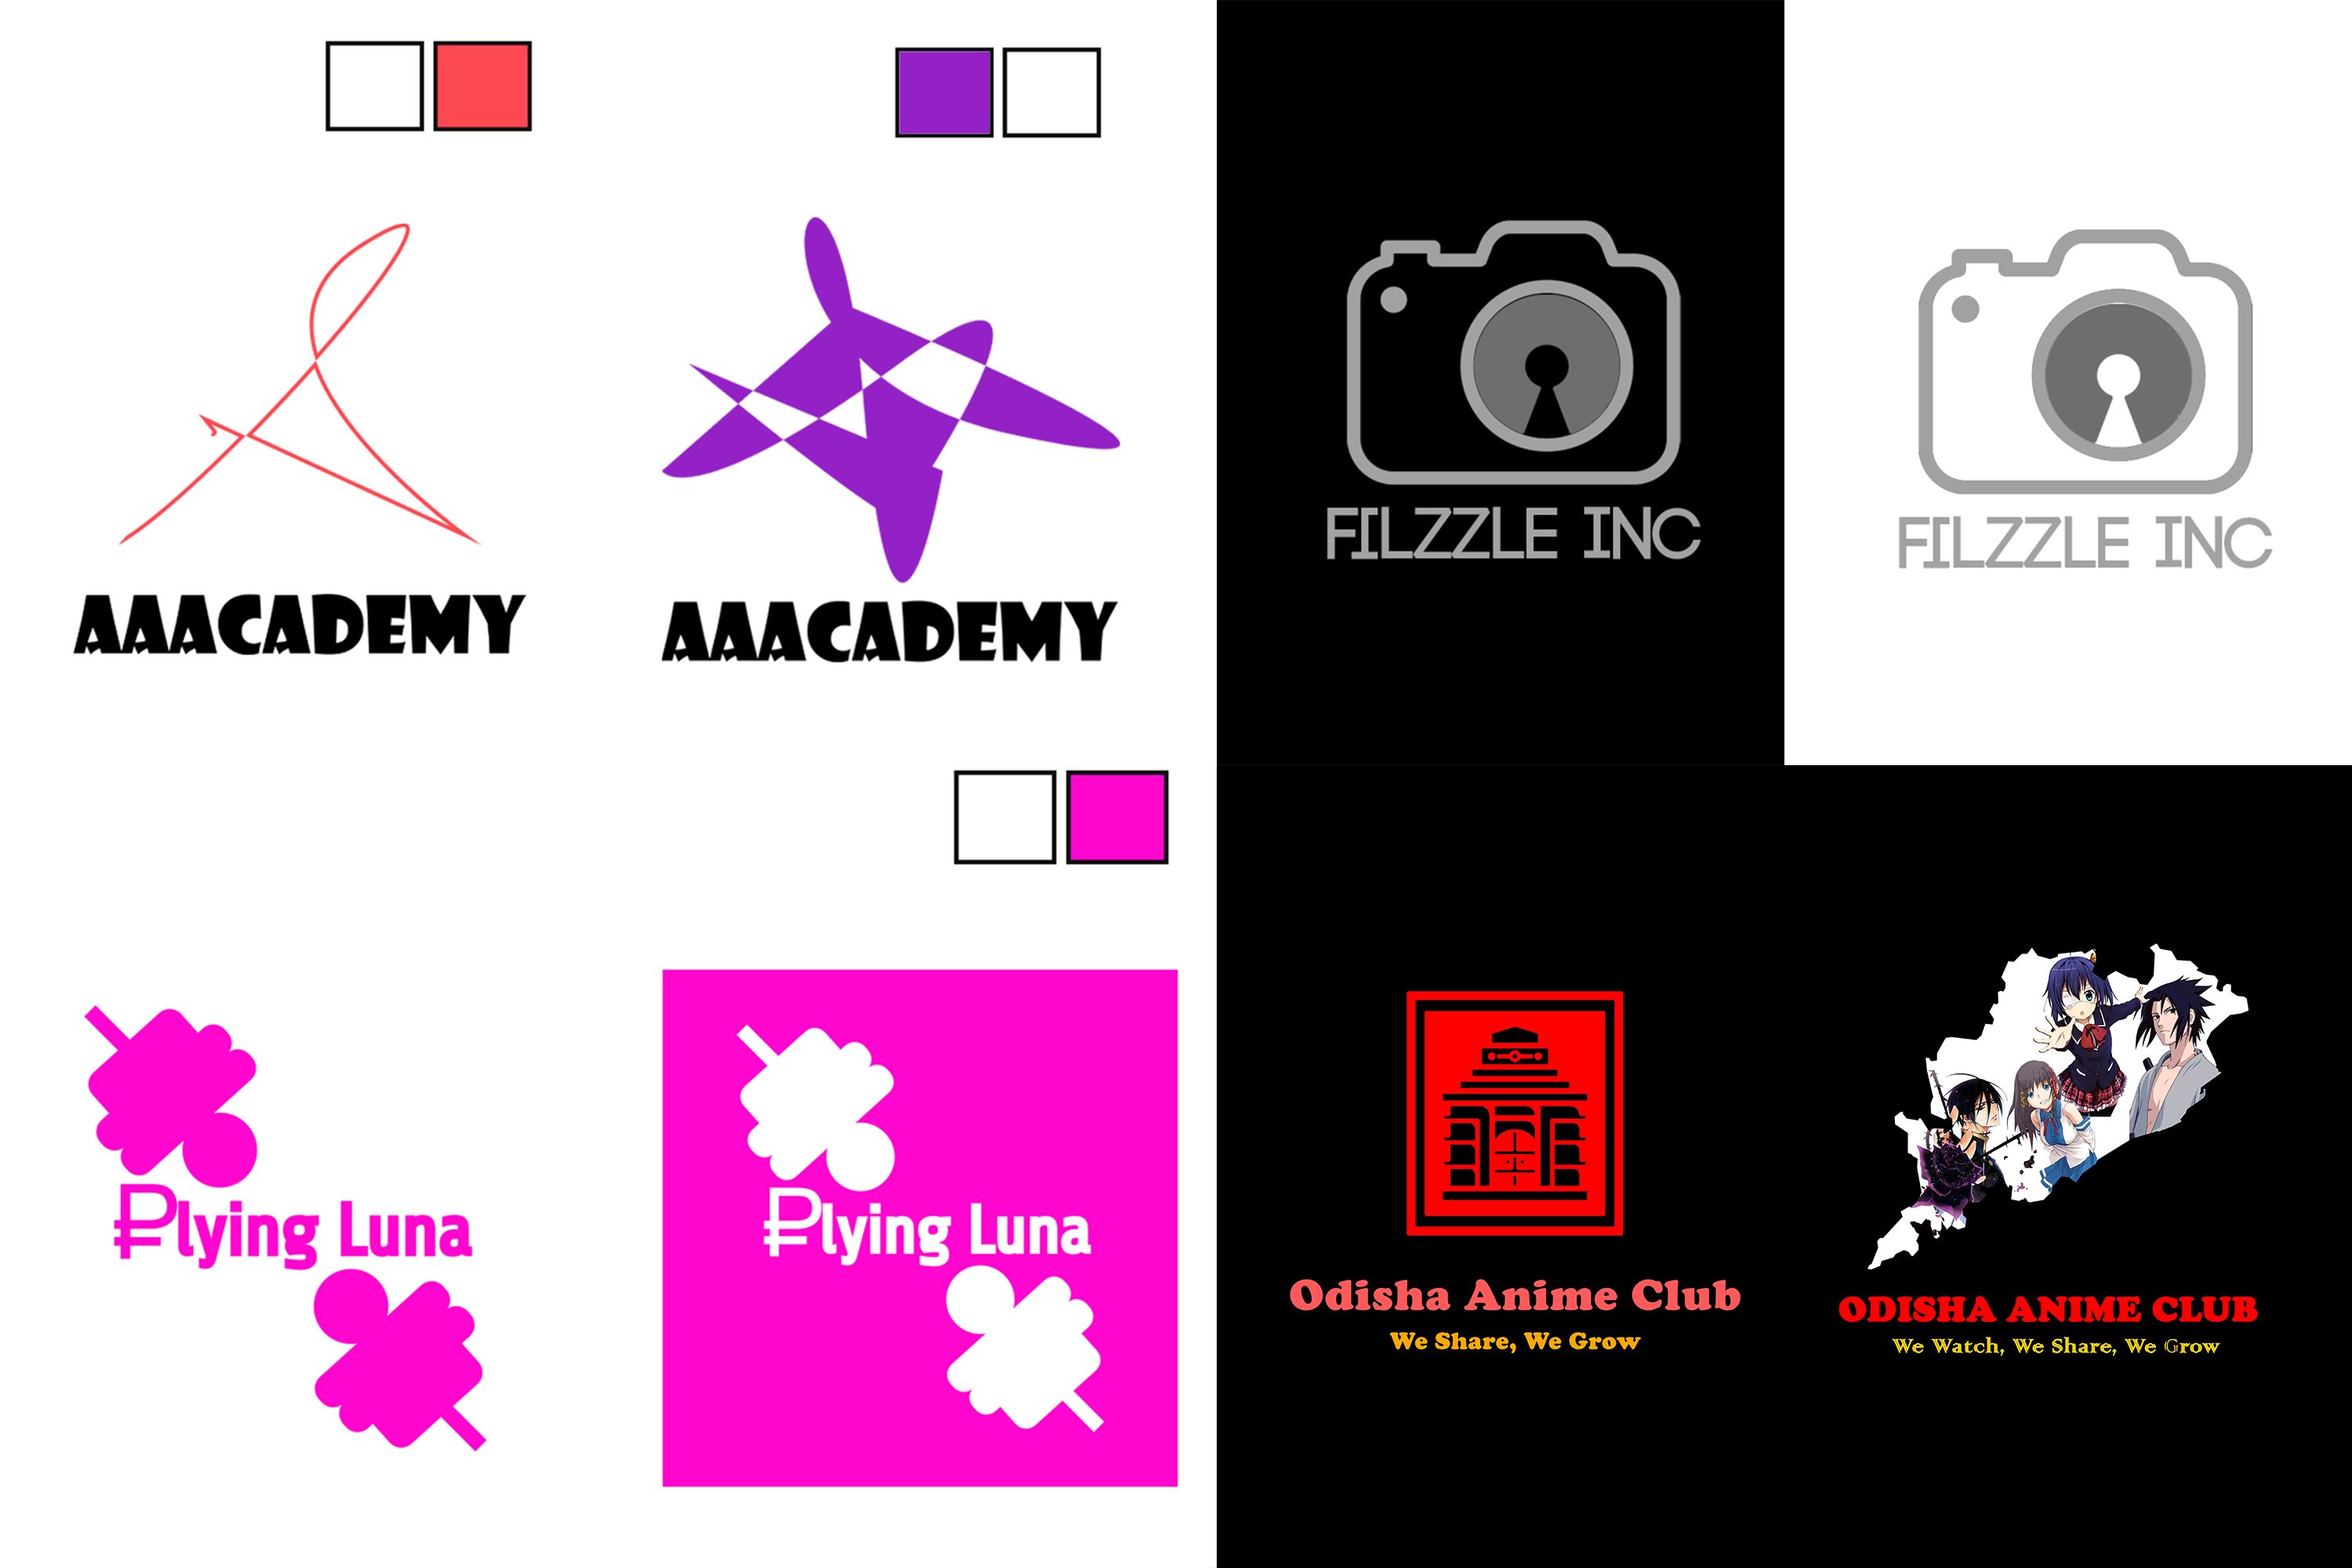 AAACADEMY
AAACADEMY
FILZZLE INC
FILZZLE INC
₽lying Luna
₽lying Luna
Odisha Anime Club
We Share, We Grow
ODISHA ANIME CLUB
We Watch, We Share, We Grow